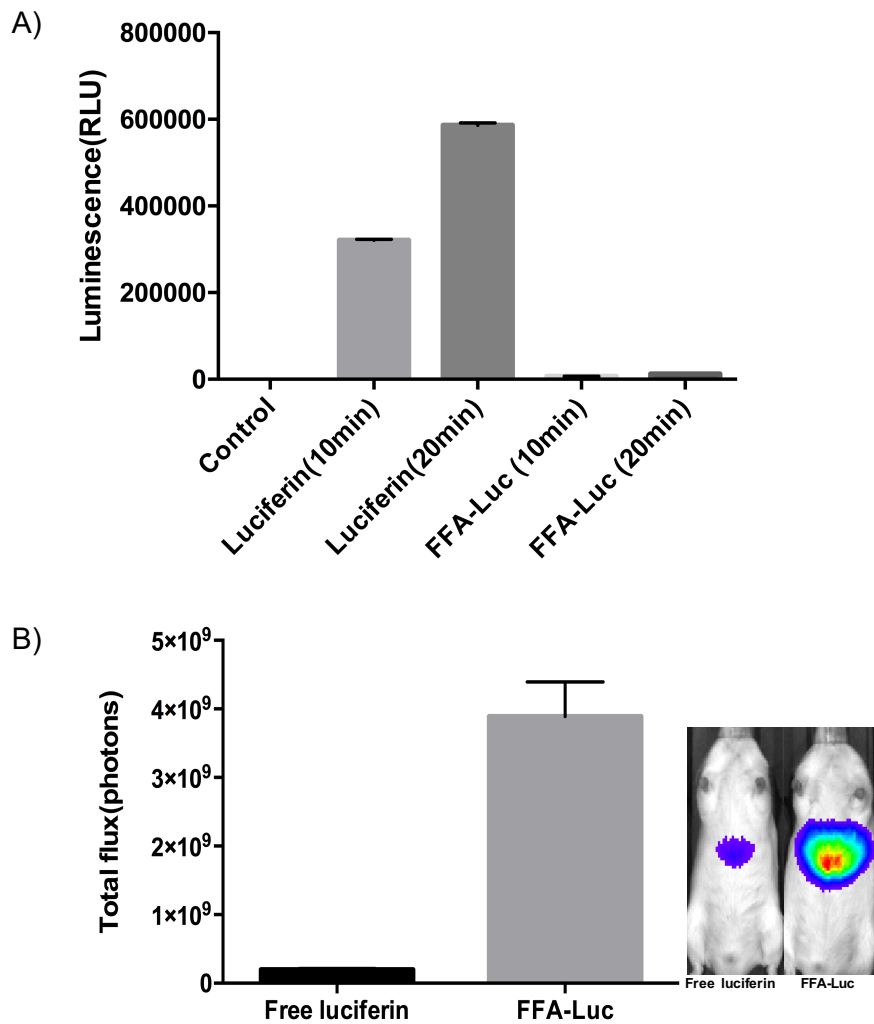 A)
Luminescence(RLU)
800000
600000
400000
200000
0
Control
Luciferin(10min)
Luciferin(20min)
FFA-Luc (10min)
FFA-Luc (20min)
B)
Total flux(photons)
5×10⁹
4×10⁹
3×10⁹
2×10⁹
1×10⁹
0
Free luciferin
FFA-Luc
Free luciferin
FFA-Luc